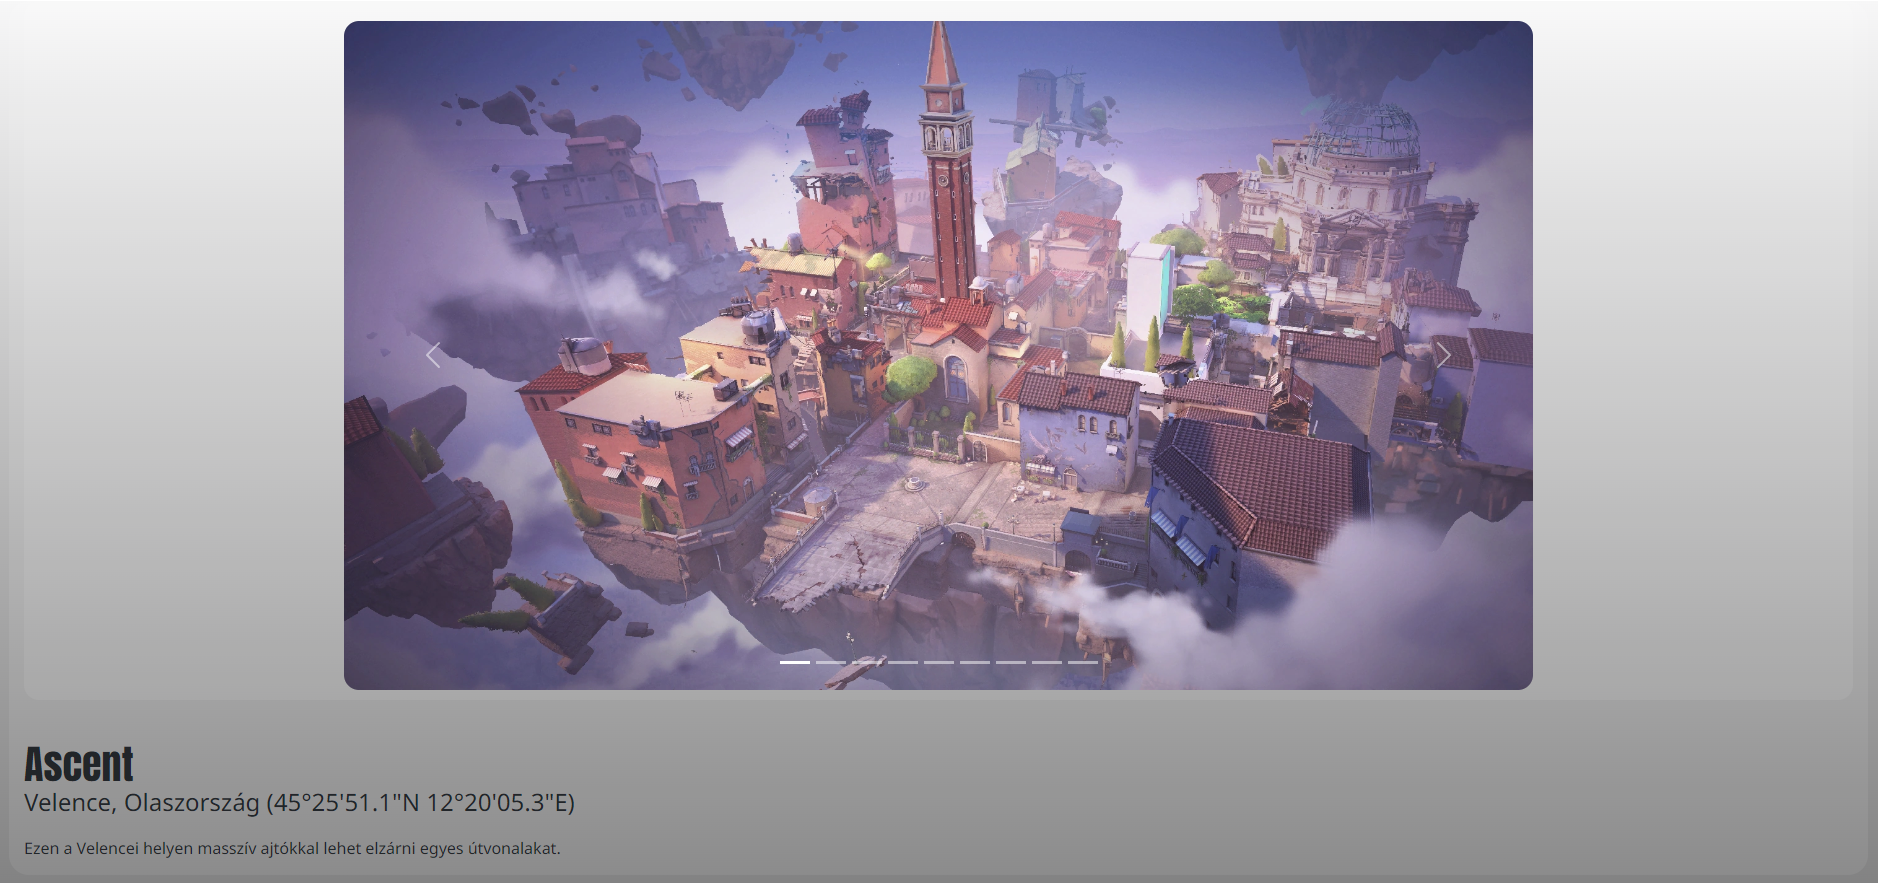 Ascent
Velence, Olaszország (45°25'51.1"N 12°20'05.3"E)
Ezen a Velencei helyen masszív ajtókkal lehet elzárni egyes útvonalakat.